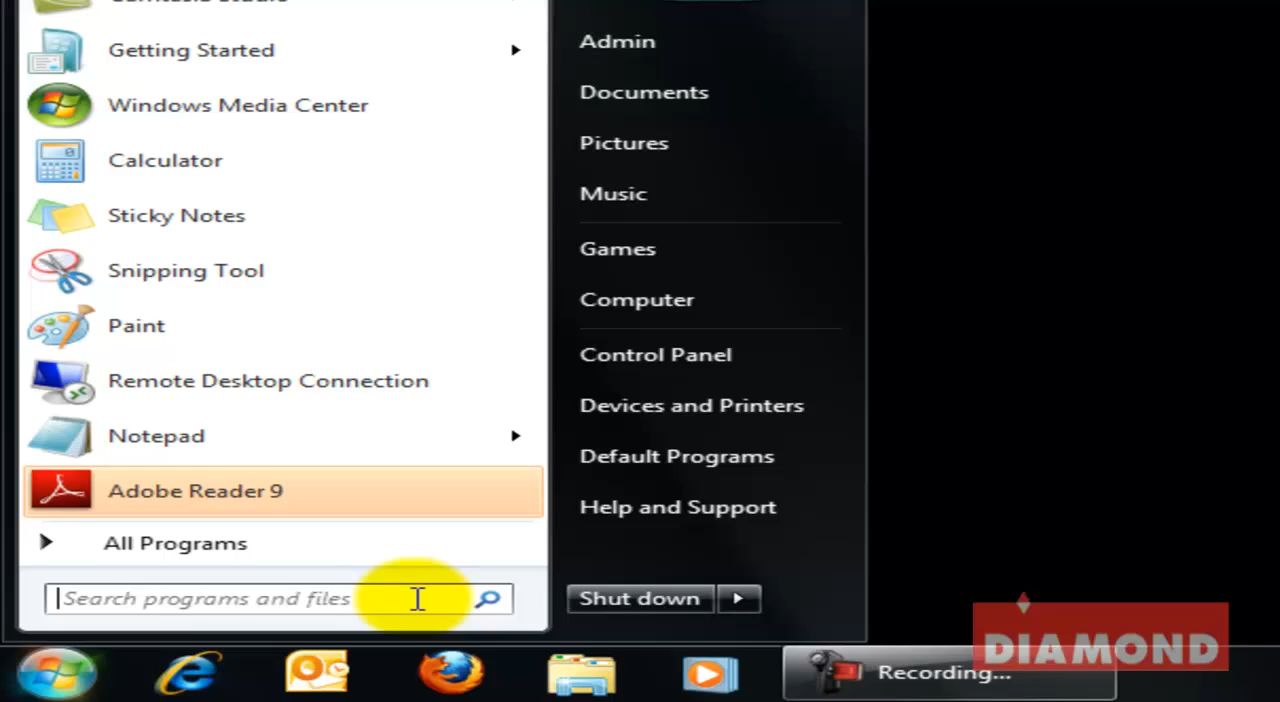 Camtasia Studio
Getting Started
Windows Media Center
Calculator
Sticky Notes
Snipping Tool
Paint
Remote Desktop Connection
Notepad
Adobe Reader 9
All Programs
Search programs and files
Admin
Documents
Pictures
Music
Games
Computer
Control Panel
Devices and Printers
Default Programs
Help and Support
Shut down
Recording...
DIAMOND